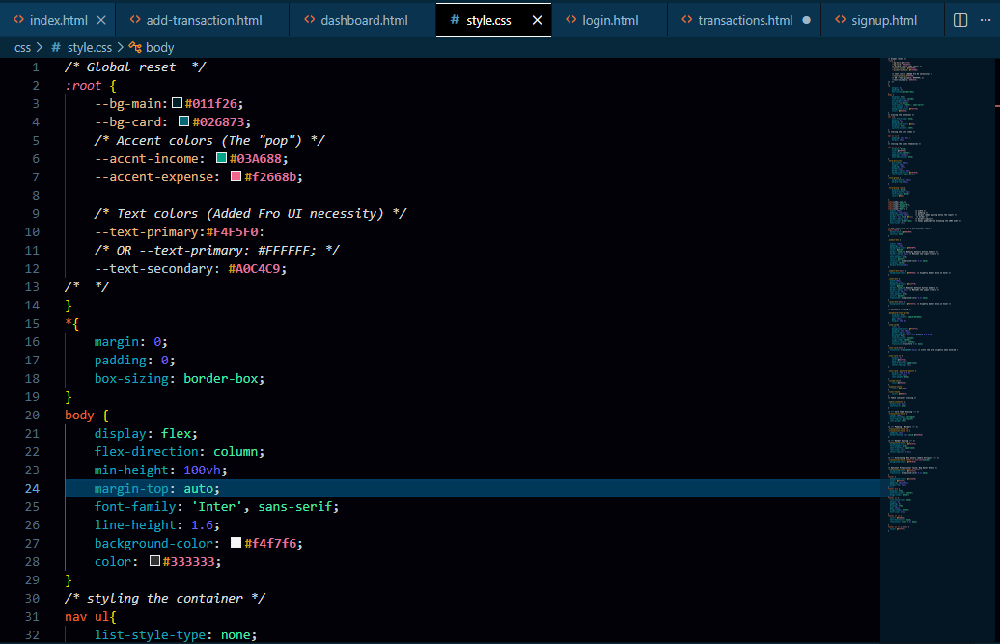 index.html
add-transaction.html
dashboard.html
# style.css
login.html
transactions.html
signup.html
css > # style.css > body
1 /* Global reset  */
2 :root {
3 --bg-main: #011f26;
4 --bg-card: #026873;
5 /* Accent colors (The "pop") */
6 --accnt-income: #03A688;
7 --accent-expense: #f2668b;
8
9 /* Text colors (Added Fro UI necessity) */
10 --text-primary:#F4F5F0:
11 /* OR --text-primary: #FFFFFF; */
12 --text-secondary: #A0C4C9;
13 /*  */
14 }
15 *{
16 margin: 0;
17 padding: 0;
18 box-sizing: border-box;
19 }
20 body {
21 display: flex;
22 flex-direction: column;
23 min-height: 100vh;
24 margin-top: auto;
25 font-family: 'Inter', sans-serif;
26 line-height: 1.6;
27 background-color: #f4f7f6;
28 color: #333333;
29 }
30 /* styling the container */
31 nav ul{
32 list-style-type: none;